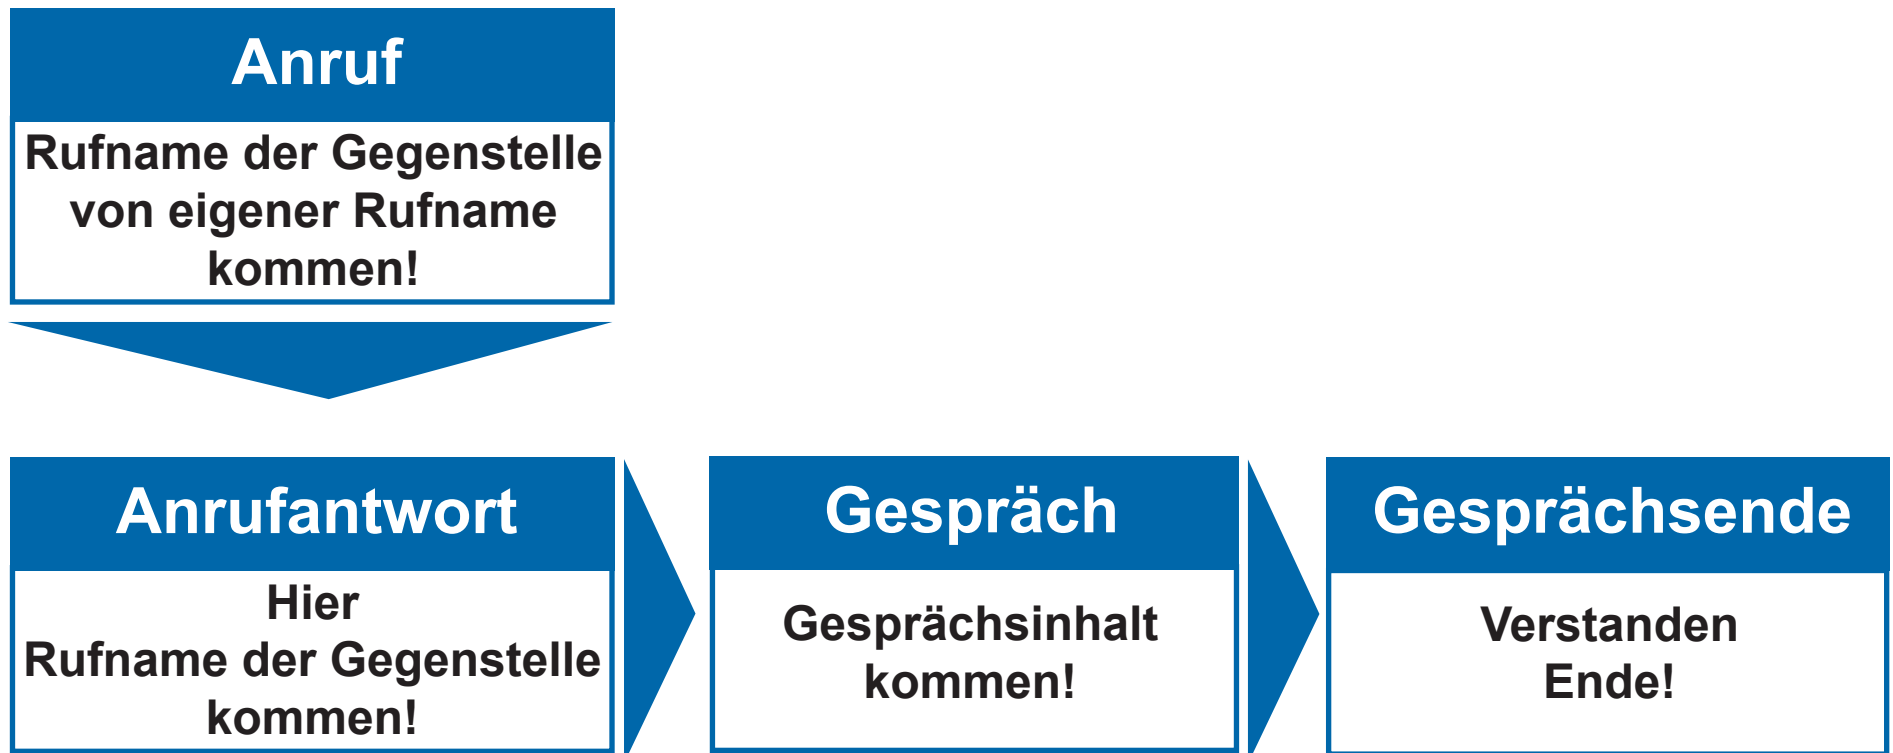 Anruf
Rufname der Gegenstelle
von eigener Rufname
kommen!
Anrufantwort
Hier
Rufname der Gegenstelle
kommen!
Gespräch
Gesprächsinhalt
kommen!
Gesprächsende
Verstanden
Ende!